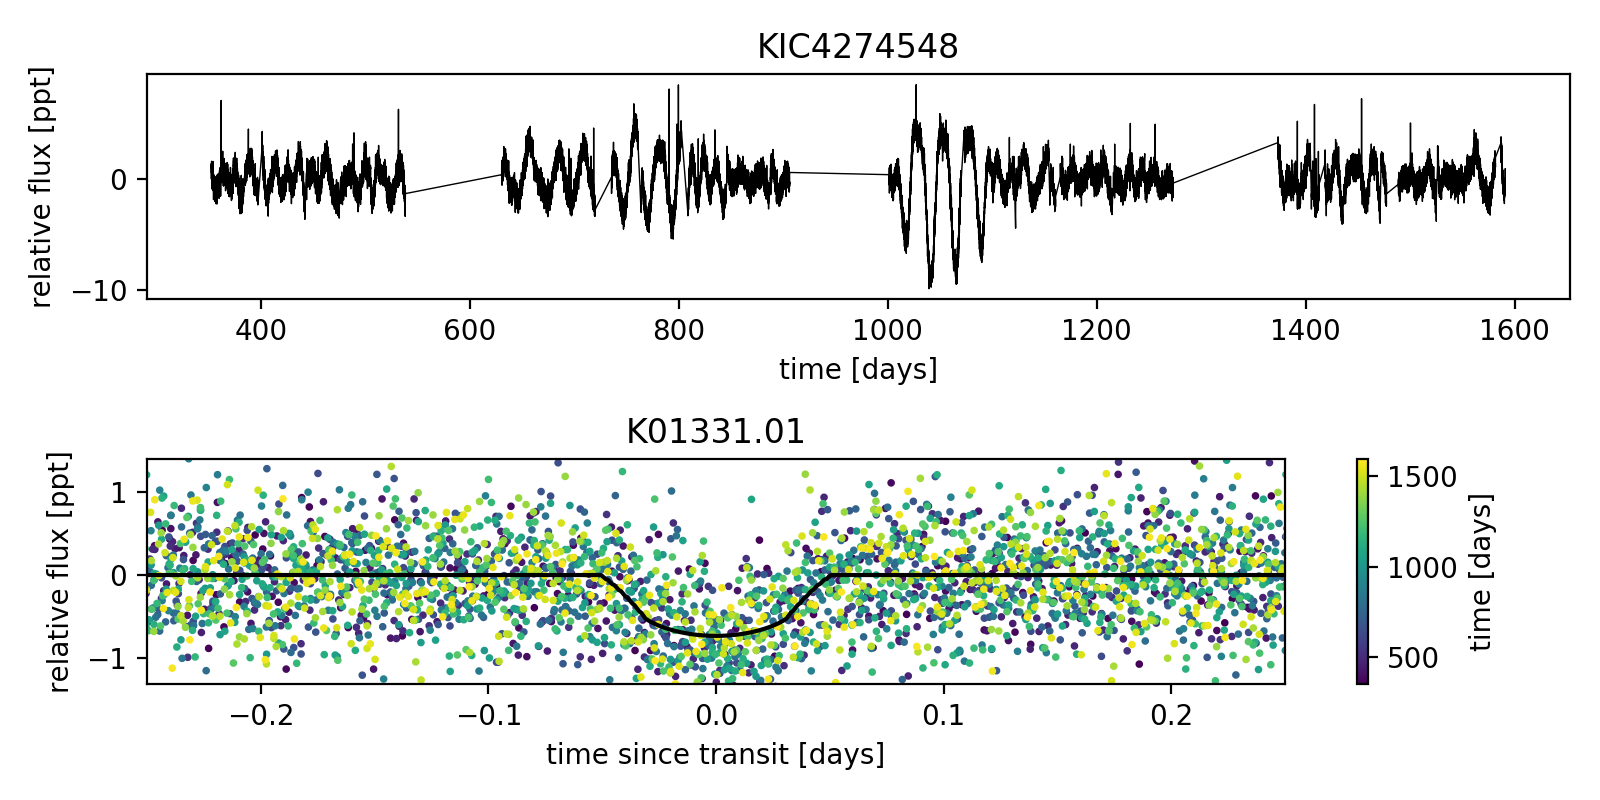 KIC4274548
relative flux [ppt]
0
−10
400 600 800 1000 1200 1400 1600
time [days]
K01331.01
relative flux [ppt]
1
0
−1
−0.2 −0.1 0.0 0.1 0.2
time since transit [days]
1500
1000
500
time [days]